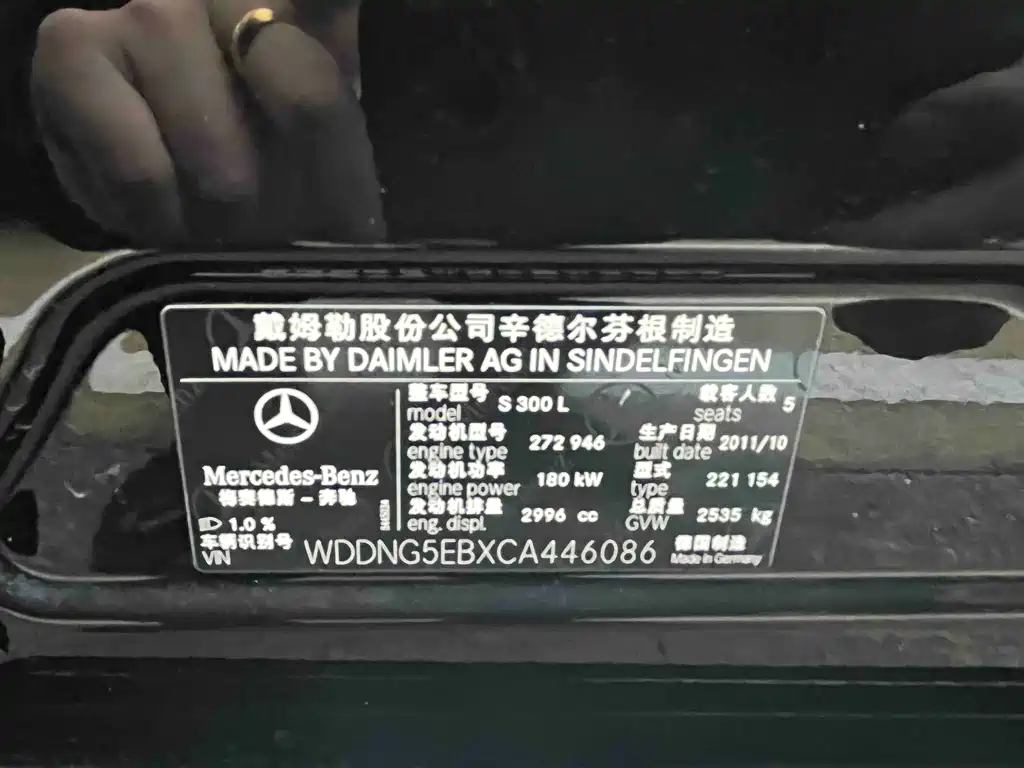 戴姆勒股份公司辛德尔芬根制造
MADE BY DAIMLER AG IN SINDELFINGEN
Mercedes-Benz
梅赛德斯－奔驰
1.0 %
整车型号
model
S 300 L
载客人数
seats
5
发动机型号
engine type
272 946
生产日期
built date
2011/10
发动机功率
engine power
180 kW
型式
type
221 154
发动机排量
eng. displ.
2996 cc
总质量
GVW
2535 kg
车辆识别号
VIN
WDDNG5EBXCA446086
德国制造
Made in Germany